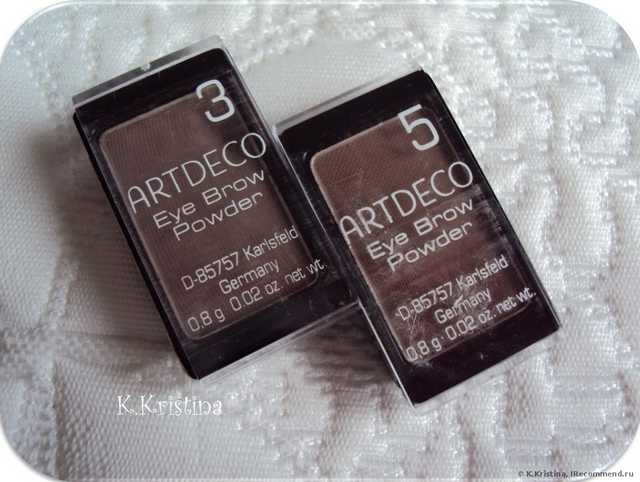 3
ARTDECO
Eye Brow
Powder
D-85757 Karlsfeld
Germany
0.8 g 0.02 oz. net wt.
5
ARTDECO
Eye Brow
Powder
D-85757 Karlsfeld
Germany
0.8 g 0.02 oz. net wt.
K.Kristina
© K.Kristina, IRecommend.ru